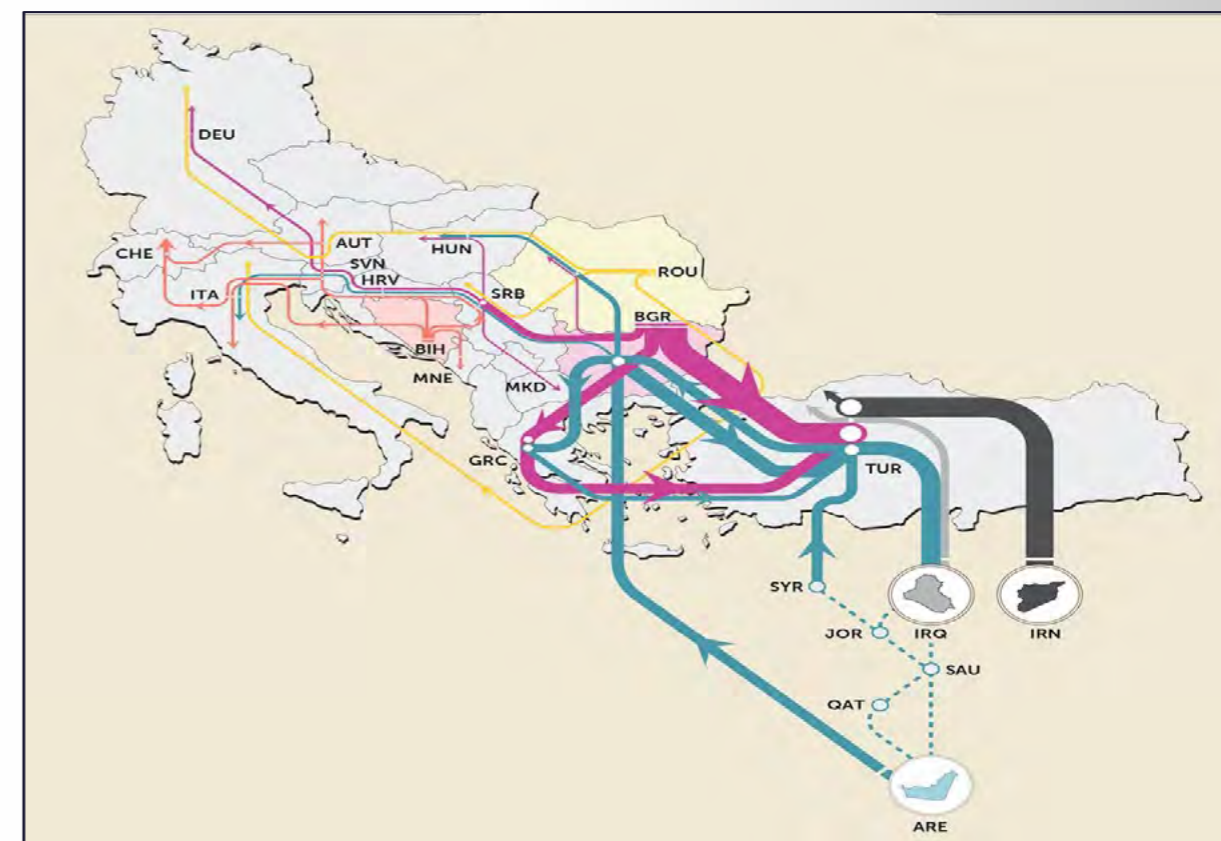 DEU
AUT
HUN
CHE
SVN
HRV
ITA
SRB
ROU
BGR
BIH
MNE
MKD
GRC
TUR
SYR
JOR
IRQ
IRN
SAU
QAT
ARE